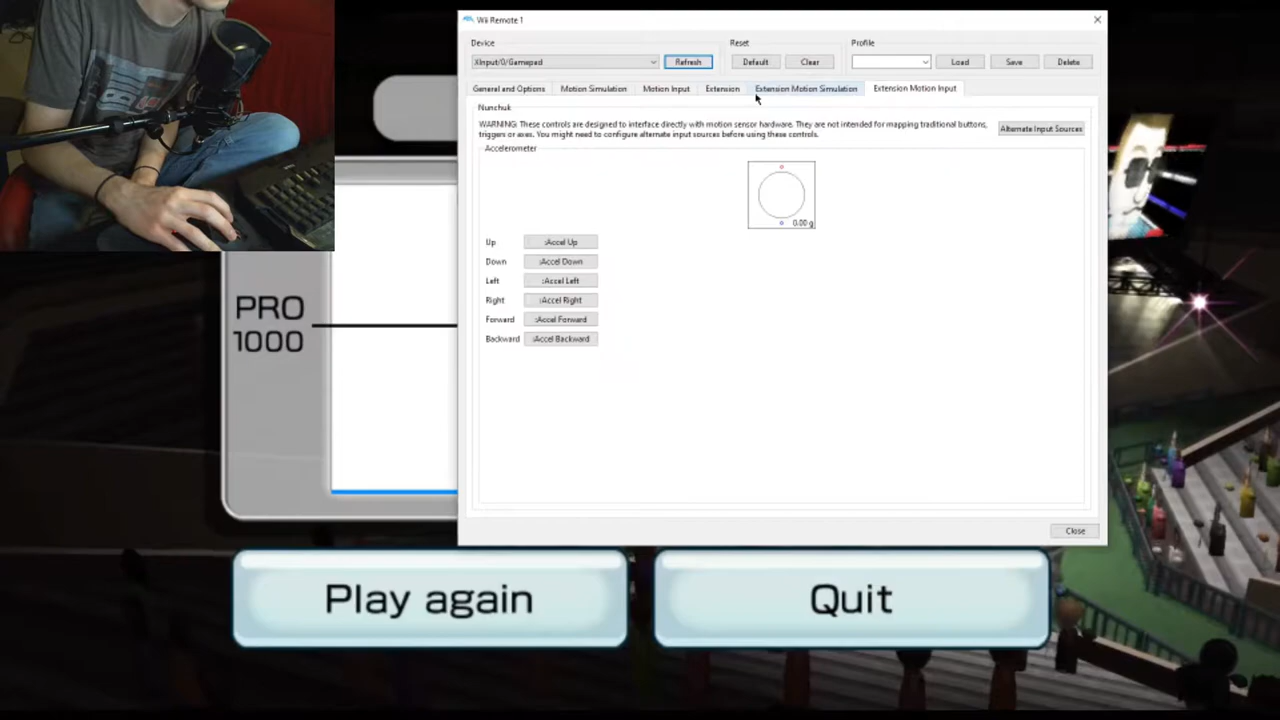 Wii Remote 1
Device
Reset
Profile
XInput/0/Gamepad
Refresh
Default
Clear
Load
Save
Delete
General and Options
Motion Simulation
Motion Input
Extension
Extension Motion Simulation
Extension Motion Input
Nunchuk
WARNING: These controls are designed to interface directly with motion sensor hardware. They are not intended for mapping traditional buttons,
triggers or axes. You might need to configure alternate input sources before using these controls.
Alternate Input Sources
Accelerometer
0.00 g
Up :Accel Up
Down :Accel Down
Left :Accel Left
Right :Accel Right
Forward :Accel Forward
Backward :Accel Backward
PRO
1000
Close
Play again
Quit